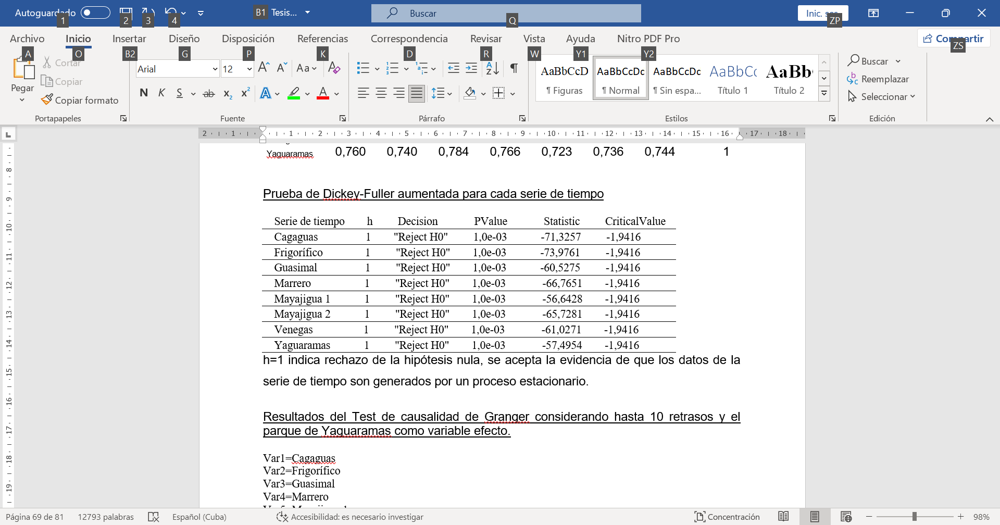 Autoguardado
1
2
3
4
B1 Tesis...
Buscar
Q
Inic. ses
ZP
Archivo Inicio Insertar Diseño Disposición Referencias Correspondencia Revisar Vista Ayuda Nitro PDF Pro
Compartir
ZS
A O B2 G P K D R W Y1 Y2
Pegar
Cortar
Copiar
Copiar formato
Portapapeles
Arial 12
Aa
N K S ab x2 x2 A A
Fuente
Párrafo
AaBbCcD AaBbCcDc AaBbCcDc AaBbCc AaBb
¶ Figuras ¶ Normal ¶ Sin espa... Título 1 Título 2
Estilos
Buscar
Reemplazar
Seleccionar
Edición
2 1 1 2 3 4 5 6 7 8 9 10 11 12 13 14 15 16 17 18
8
9
10
11
12
13
14
15
16
17
18
19
Yaguaramas 0,760 0,740 0,784 0,766 0,723 0,736 0,744 1
Prueba de Dickey-Fuller aumentada para cada serie de tiempo
Serie de tiempo h Decision PValue Statistic CriticalValue
Cagaguas 1 "Reject H0" 1,0e-03 -71,3257 -1,9416
Frigorífico 1 "Reject H0" 1,0e-03 -73,9761 -1,9416
Guasimal 1 "Reject H0" 1,0e-03 -60,5275 -1,9416
Marrero 1 "Reject H0" 1,0e-03 -66,7651 -1,9416
Mayajigua 1 1 "Reject H0" 1,0e-03 -56,6428 -1,9416
Mayajigua 2 1 "Reject H0" 1,0e-03 -65,7281 -1,9416
Venegas 1 "Reject H0" 1,0e-03 -61,0271 -1,9416
Yaguaramas 1 "Reject H0" 1,0e-03 -57,4954 -1,9416
h=1 indica rechazo de la hipótesis nula, se acepta la evidencia de que los datos de la
serie de tiempo son generados por un proceso estacionario.
Resultados del Test de causalidad de Granger considerando hasta 10 retrasos y el
parque de Yaguaramas como variable efecto.
Var1=Cagaguas
Var2=Frigorífico
Var3=Guasimal
Var4=Marrero
Página 69 de 81 12793 palabras Español (Cuba) Accesibilidad: es necesario investigar Concentración 98%